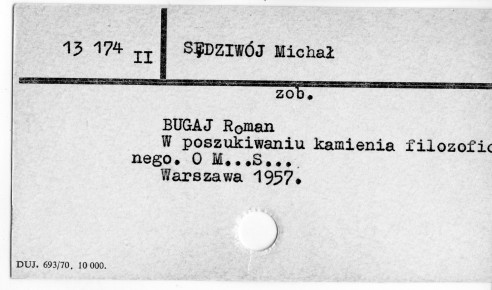 13 174 II SĘDZIWÓJ Michał
zob.
BUGAJ Roman
W poszukiwaniu kamienia filozofic
nego. O M...S...
Warszawa 1957.
DUJ. 693/70. 10 000.